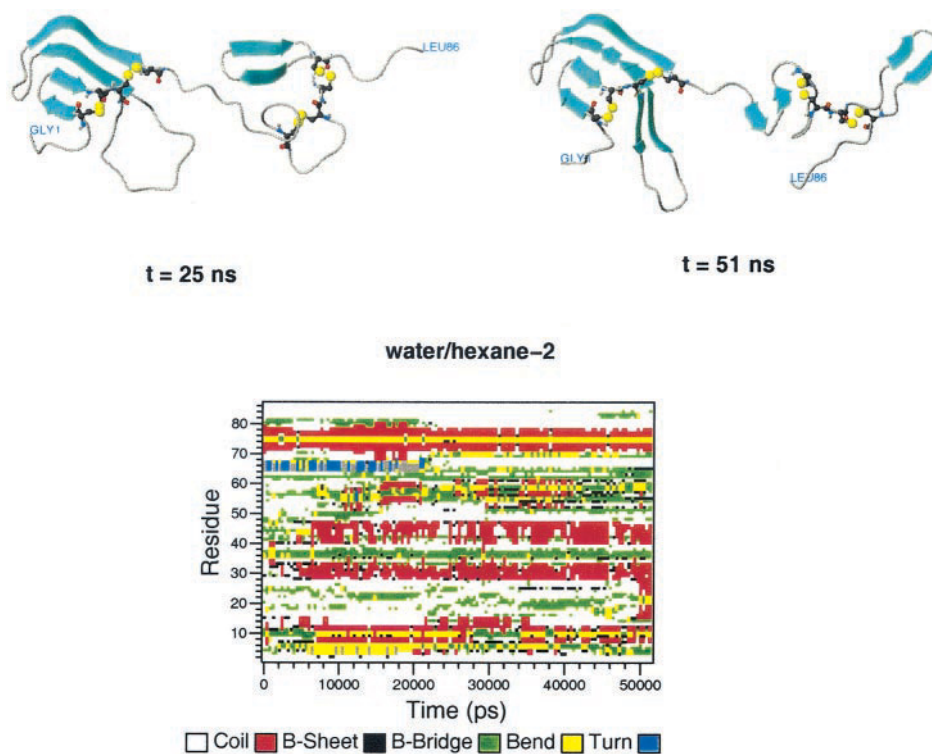 LEU86
GLY1
GLY1
LEU86
t = 25 ns
t = 51 ns
water/hexane-2
Residue
80
70
60
50
40
30
20
10
0
10000
20000
30000
40000
50000
Time (ps)
Coil
B-Sheet
B-Bridge
Bend
Turn